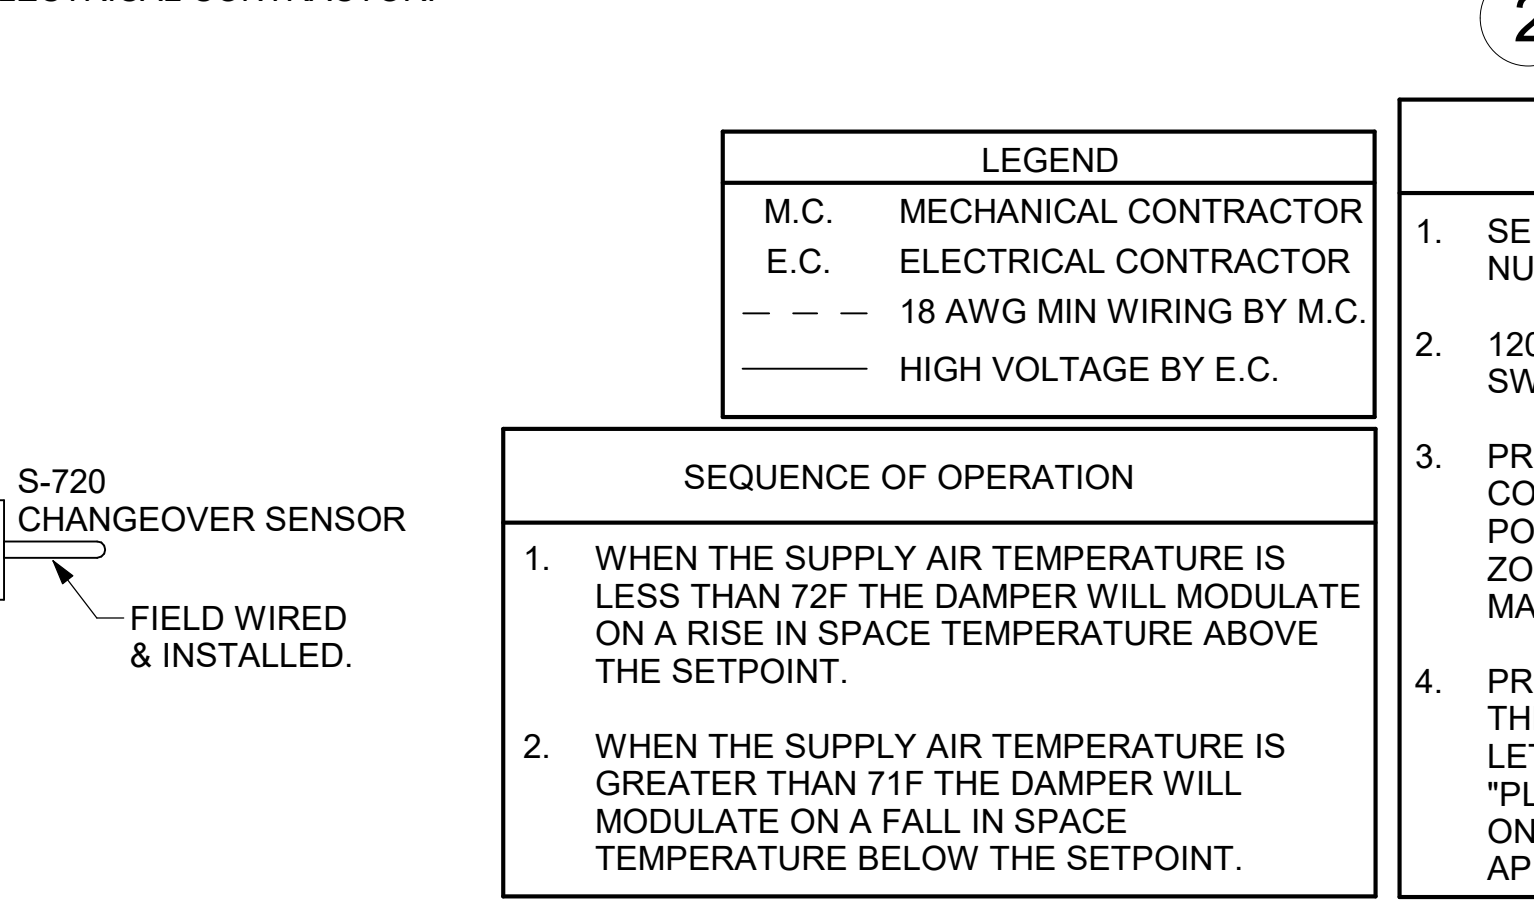 S-720
CHANGEOVER SENSOR
FIELD WIRED
& INSTALLED.
LEGEND
M.C. MECHANICAL CONTRACTOR
E.C. ELECTRICAL CONTRACTOR
18 AWG MIN WIRING BY M.C.
HIGH VOLTAGE BY E.C.
SEQUENCE OF OPERATION
1. WHEN THE SUPPLY AIR TEMPERATURE IS
LESS THAN 72F THE DAMPER WILL MODULATE
ON A RISE IN SPACE TEMPERATURE ABOVE
THE SETPOINT.
2. WHEN THE SUPPLY AIR TEMPERATURE IS
GREATER THAN 71F THE DAMPER WILL
MODULATE ON A FALL IN SPACE
TEMPERATURE BELOW THE SETPOINT.
1.
2.
3.
4.